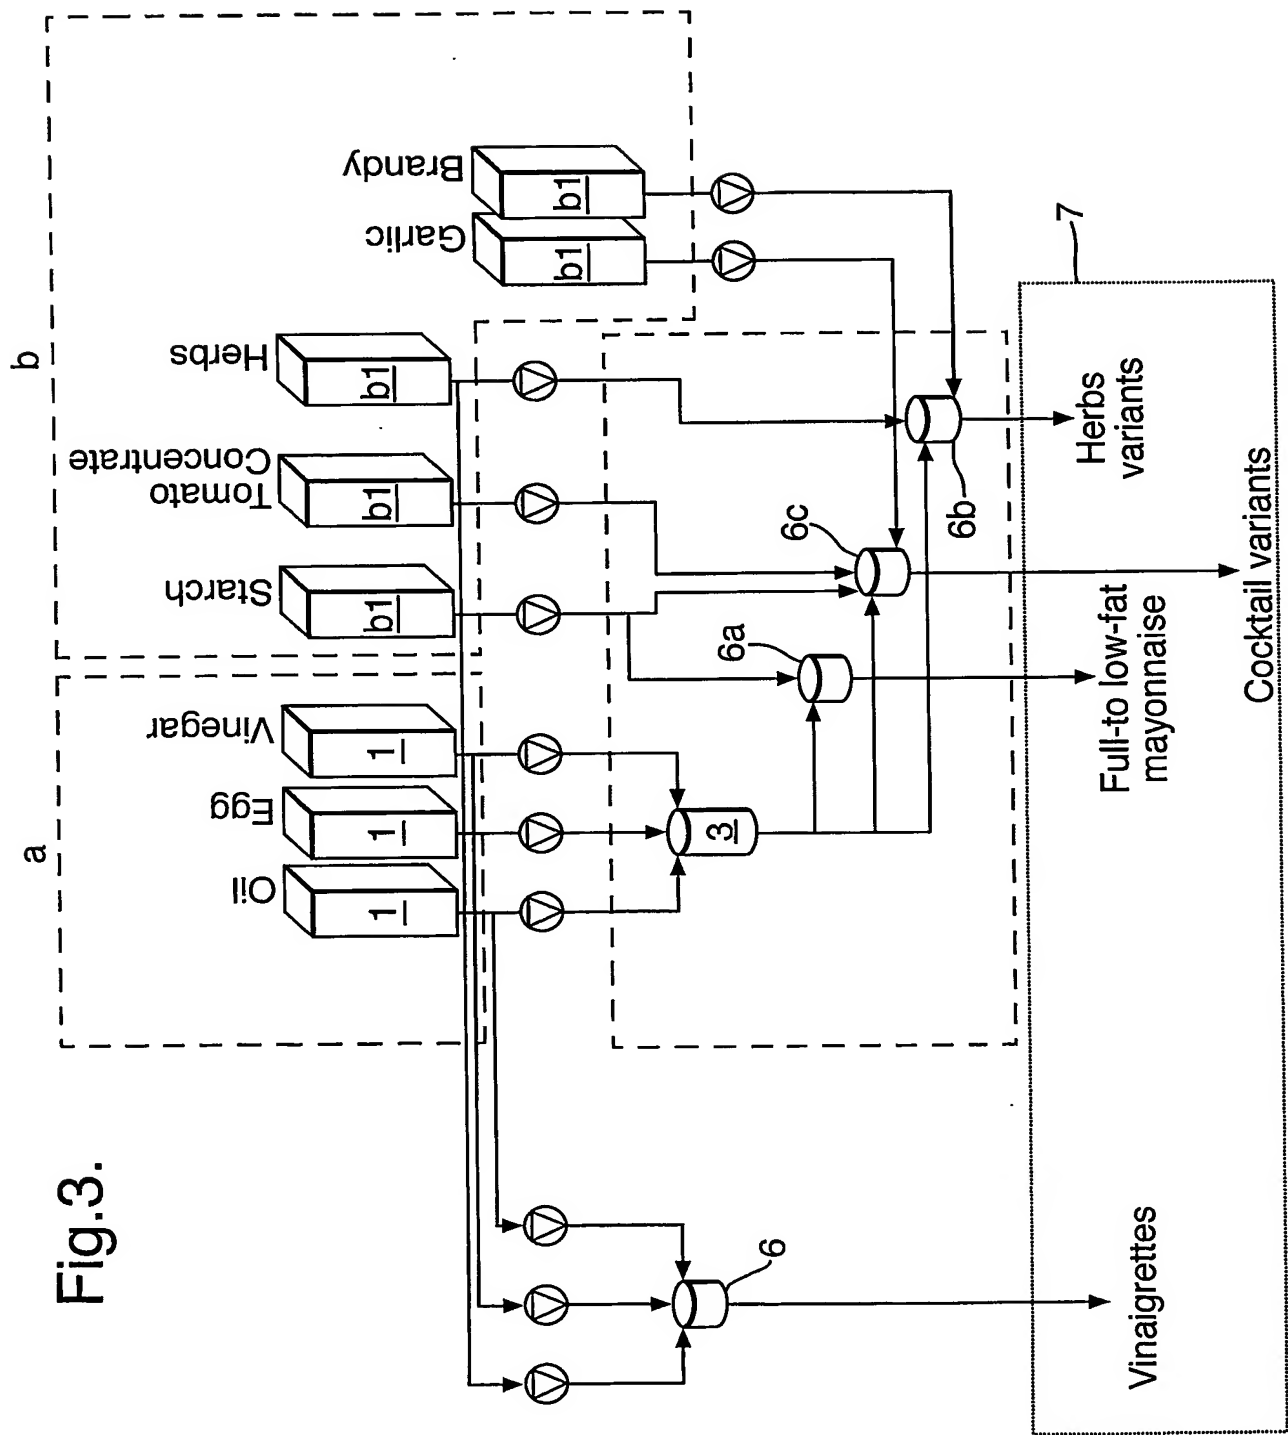 Fig.3.
a
b
Oil
1
Egg
1
Vinegar
1
Starch
b1
Tomato
Concentrate
b1
Herbs
b1
Garlic
b1
Brandy
b1
3
6a
6c
6b
6
7
Vinaigrettes
Full-to low-fat
mayonnaise
Cocktail variants
Herbs
variants